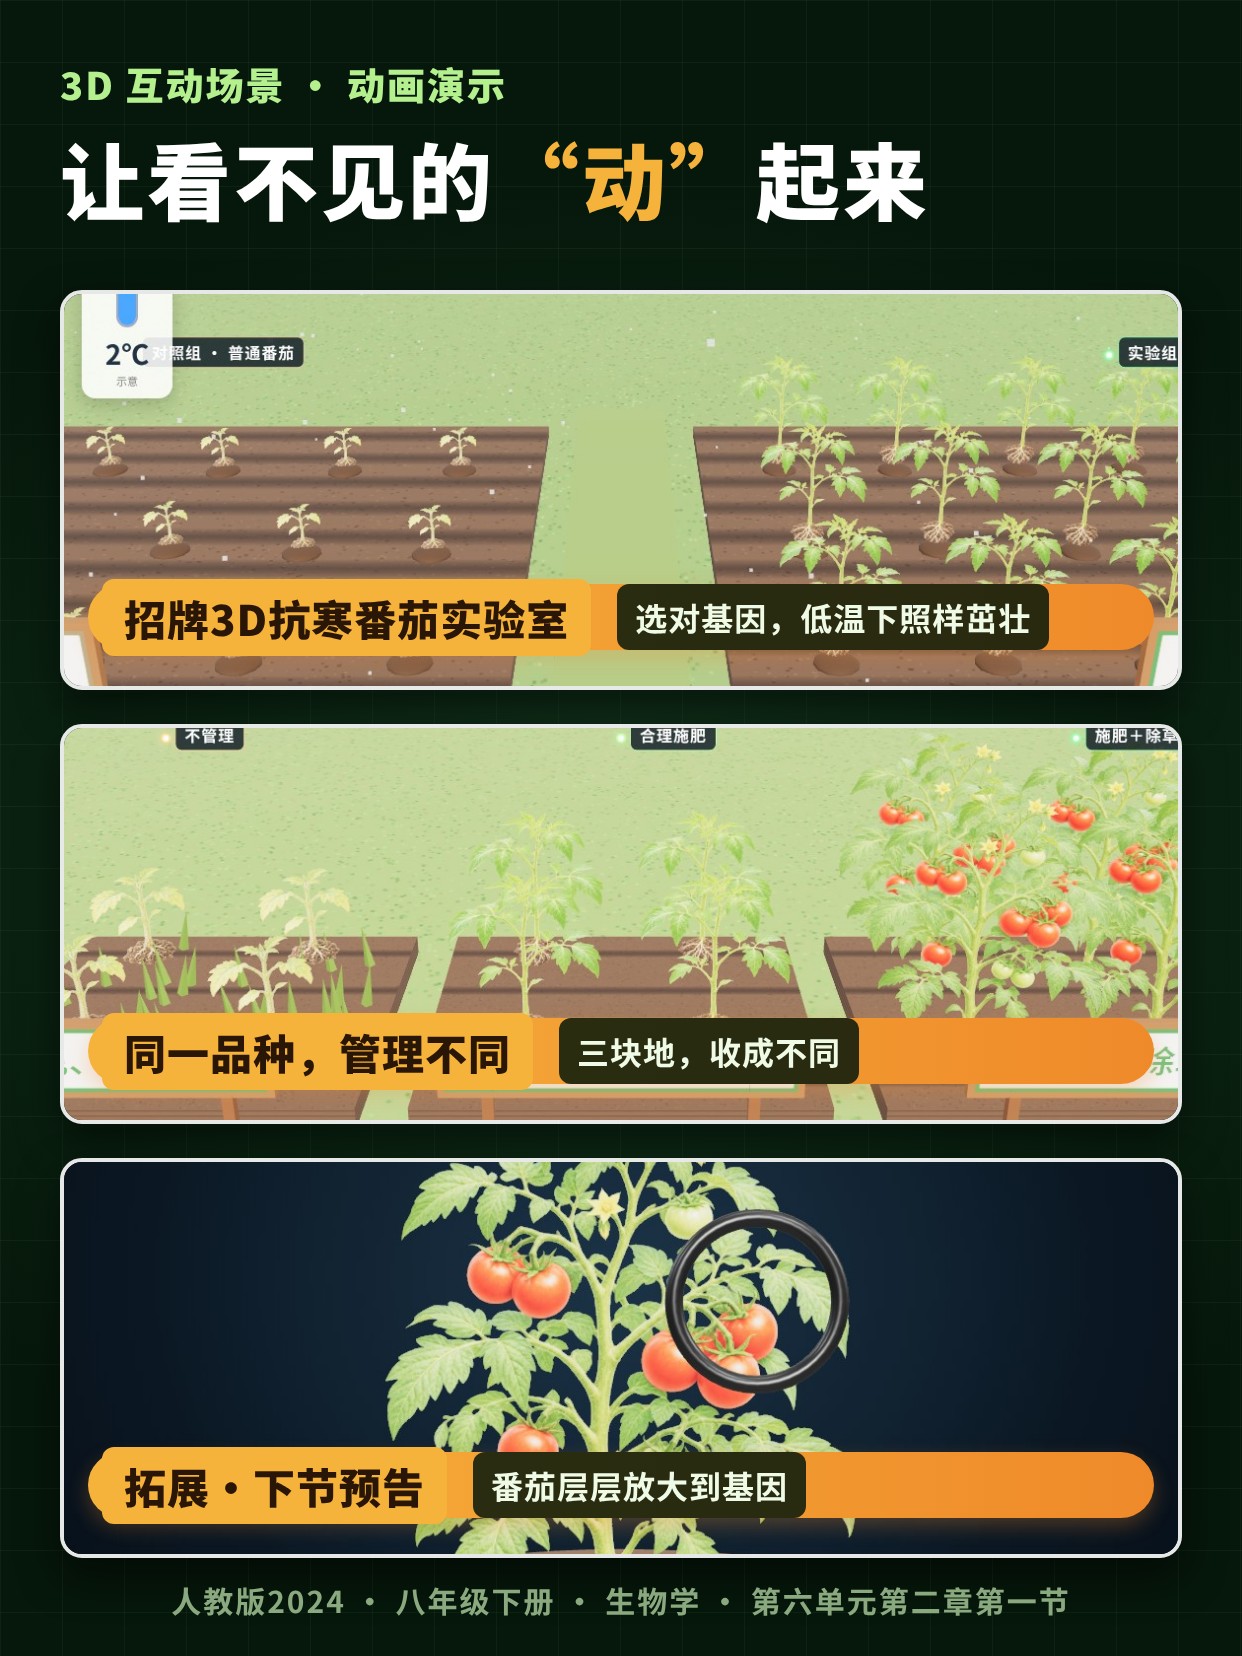 3D 互动场景 · 动画演示
让看不见的“动”起来
2°C
示意
对照组 · 普通番茄
实验组
招牌3D抗寒番茄实验室
选对基因，低温下照样茁壮
不管理
合理施肥
施肥＋除草
同一品种，管理不同
三块地，收成不同
拓展·下节预告
番茄层层放大到基因
人教版2024 · 八年级下册 · 生物学 · 第六单元第二章第一节